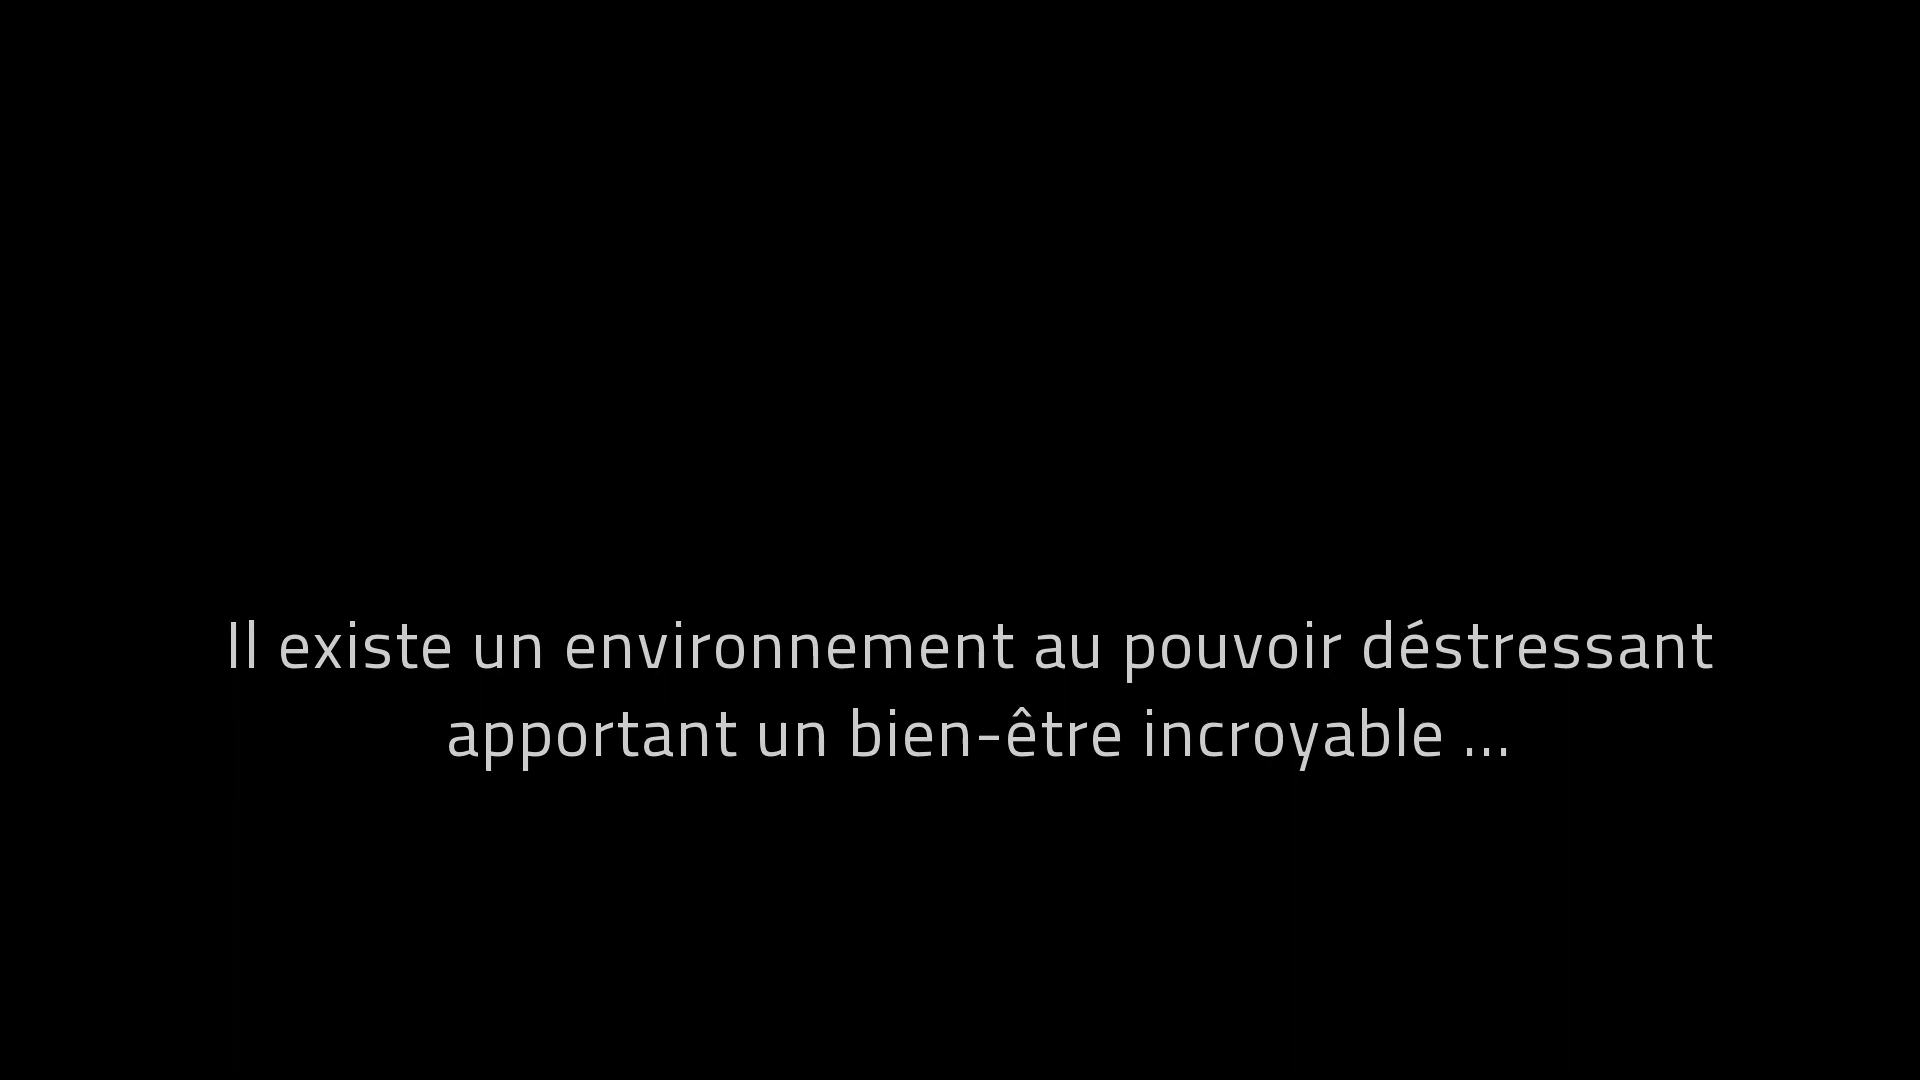 Il existe un environnement au pouvoir déstressant
apportant un bien-être incroyable ...